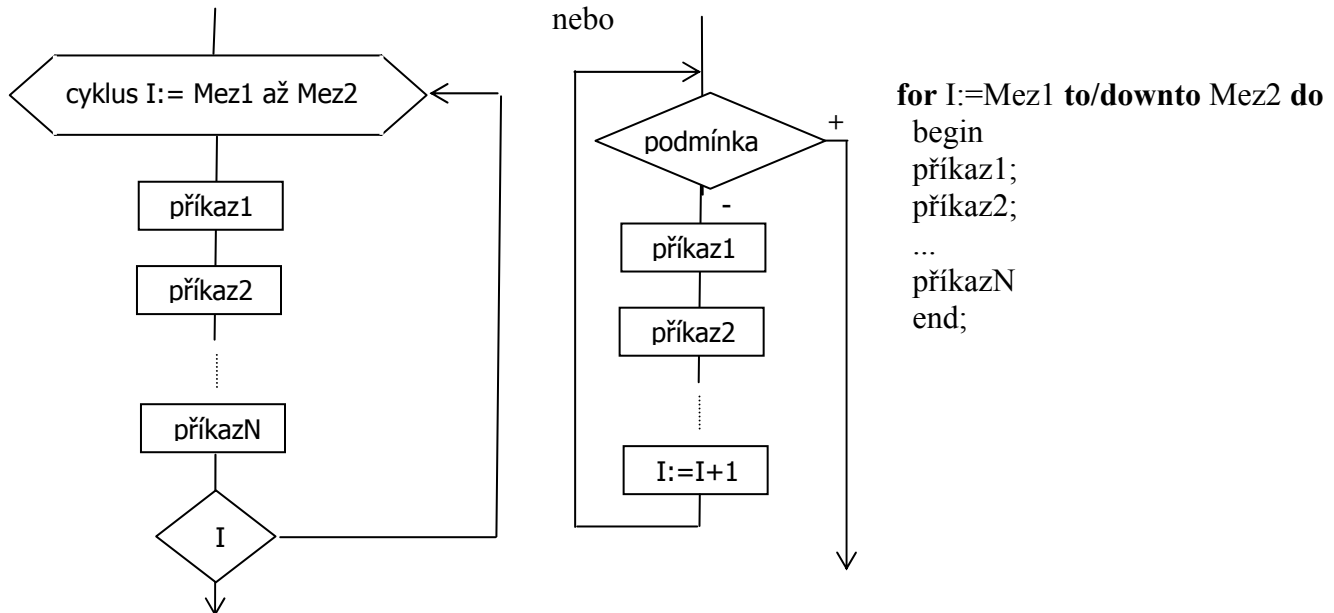 cyklus I:= Mez1 až Mez2
příkaz1
příkaz2
příkazN
I
nebo
podmínka
+
-
příkaz1
příkaz2
I:=I+1
for I:=Mez1 to/downto Mez2 do
begin
příkaz1;
příkaz2;
...
příkazN
end;